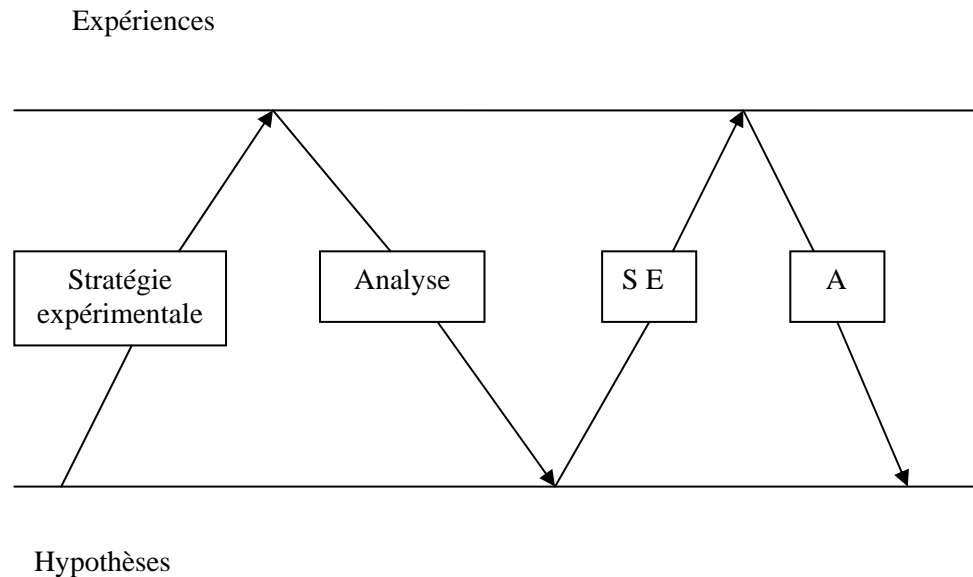 Expériences
Stratégie
expérimentale
Analyse
S E
A
Hypothèses